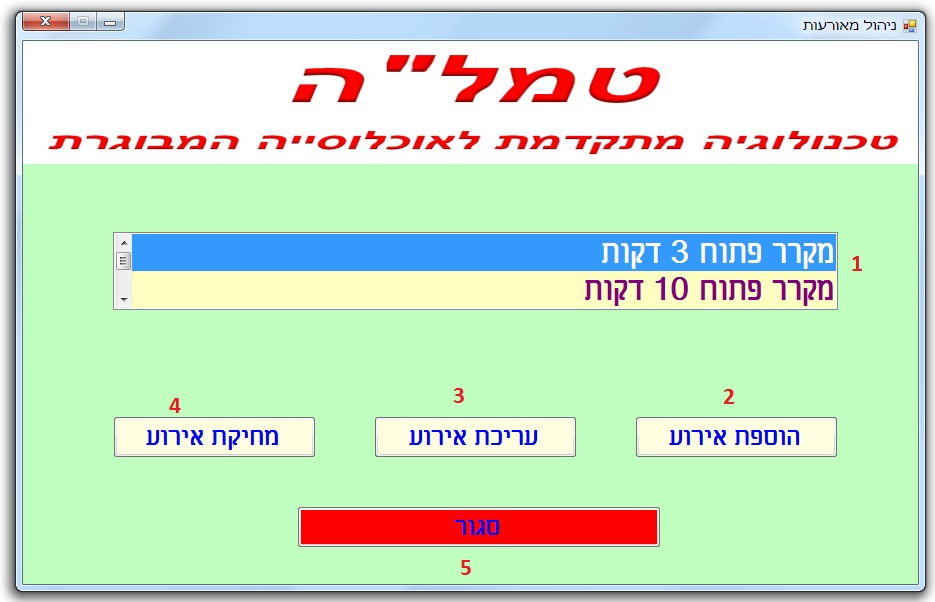 ניהול מאורעות
טמל"ה
טכנולוגיה מתקדמת לאוכלוסייה המבוגרת
מקרר פתוח 3 דקות
1
מקרר פתוח 10 דקות
2
3
4
הוספת אירוע
עריכת אירוע
מחיקת אירוע
סגור
5